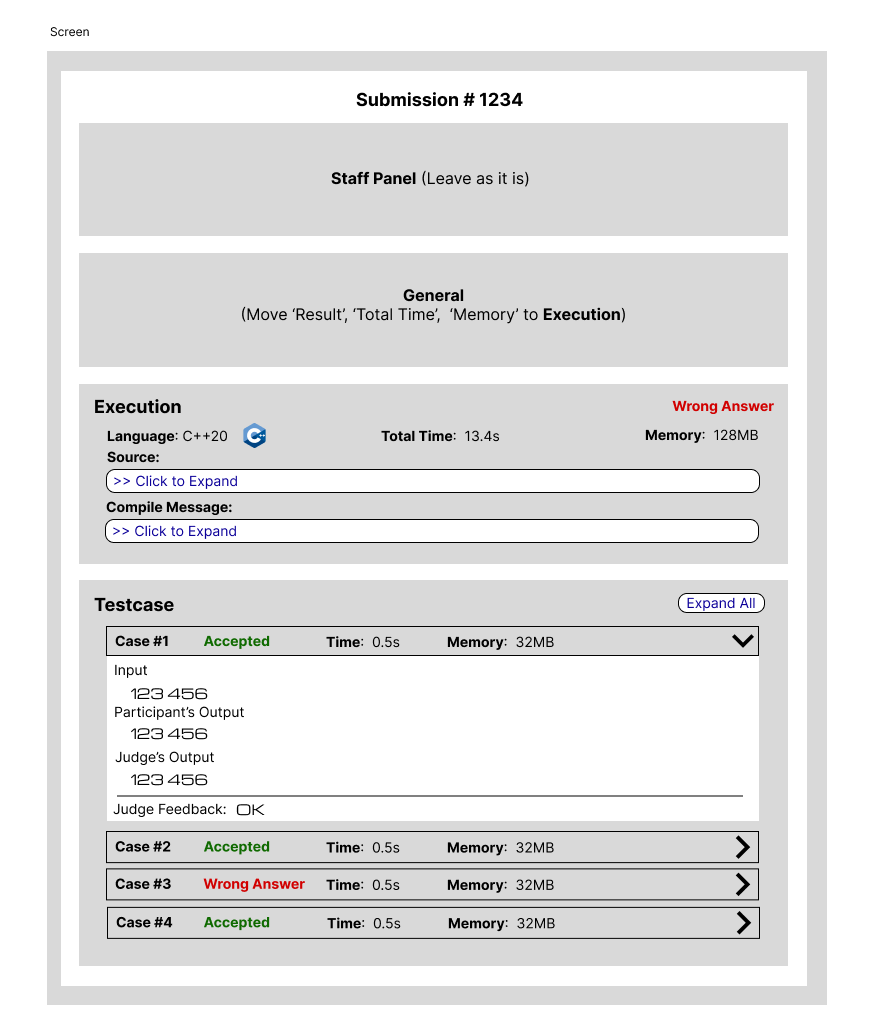 Screen
Submission # 1234
Staff Panel (Leave as it is)
General
(Move ‘Result’, ‘Total Time’,  ‘Memory’ to Execution)
Execution
Wrong Answer
Language: C++20
Total Time:  13.4s
Memory:  128MB
Source:
>> Click to Expand
Compile Message:
>> Click to Expand
Testcase
Expand All
Case #1 Accepted Time:  0.5s Memory:  32MB
Input
123 456
Participant’s Output
123 456
Judge’s Output
123 456
Judge Feedback:  OK
Case #2 Accepted Time:  0.5s Memory:  32MB
Case #3 Wrong Answer Time:  0.5s Memory:  32MB
Case #4 Accepted Time:  0.5s Memory:  32MB